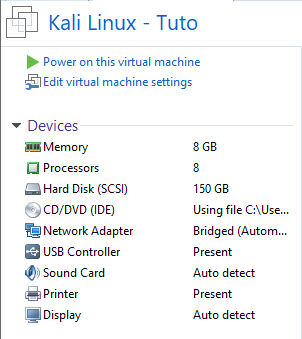 Kali Linux - Tuto
Power on this virtual machine
Edit virtual machine settings
Devices
Memory 8 GB
Processors 8
Hard Disk (SCSI) 150 GB
CD/DVD (IDE) Using file C:\Use...
Network Adapter Bridged (Autom...
USB Controller Present
Sound Card Auto detect
Printer Present
Display Auto detect